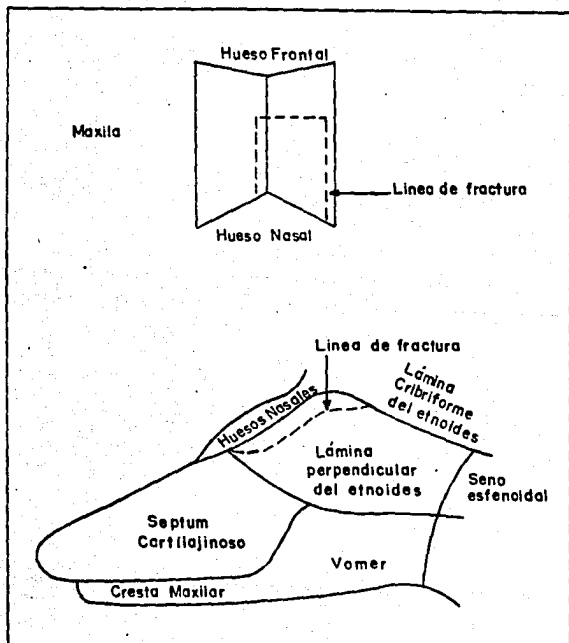 Hueso Frontal
Maxila
Linea de fractura
Hueso Nasal
Linea de fractura
Lámina
Cribriforme
del etnoides
Huesos Nasales
Lámina
perpendicular
del etnoides
Seno
esfenoidal
Septum
Cartilajinoso
Vomer
Cresta Maxilar